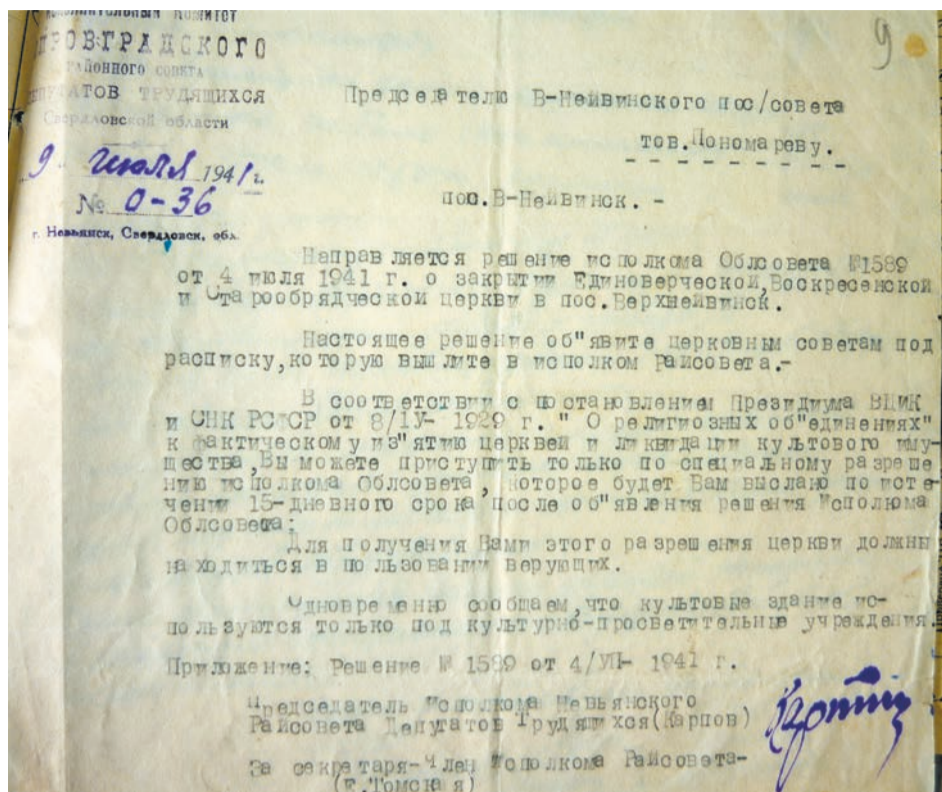 КОМИТЕТ
РОВГРАДСКОГО
РАЙОННОГО СОВЕТА
ДЕПУТАТОВ ТРУДЯЩИХСЯ
Свердловской области
9 июля 1941 г.
№ 0-36
г. Невьянск, Свердловск. обл.
9
Председателю В-Нейвинского пос/совета
тов.Пономареву.
пос.В-Нейвинск. -
Направляется решение исполкома Облсовета №1589
от 4 июля 1941 г. о закрытии Единоверческой,Воскресенской
и Старообрядческой церкви в пос.Верхнейвинск.
Настоящее решение об"явите церковным советам под
расписку,которую вышлите в исполком Райсовета.-
В соответствии с постановлением Президиума ВЦИК
и СНК РСФСР от 8/IУ- 1929 г. " О религиозных об"единениях"
к фактическому из"ятию церквей и ликвидации культового иму-
щества,Вы можете приступить только по специальному разреше
нию исполкома Облсовета, которое будет Вам выслано по исте-
чении 15-дневного срока после об"явления решения Исполкома
Облсовета:
Для получения Вами этого разрешения церкви должны
находиться в пользовании верующих.
Одновременно сообщаем,что культовые здание ис-
пользуются только под культурно-просветительные учреждения.
Приложение: Решение № 1589 от 4/УП- 1941 г.
Председатель Исполкома Невьянского
Райсовета Депутатов Трудящихся(Карпов)
За секретаря-Член Исполкома Райсовета-
(Е.Томская)